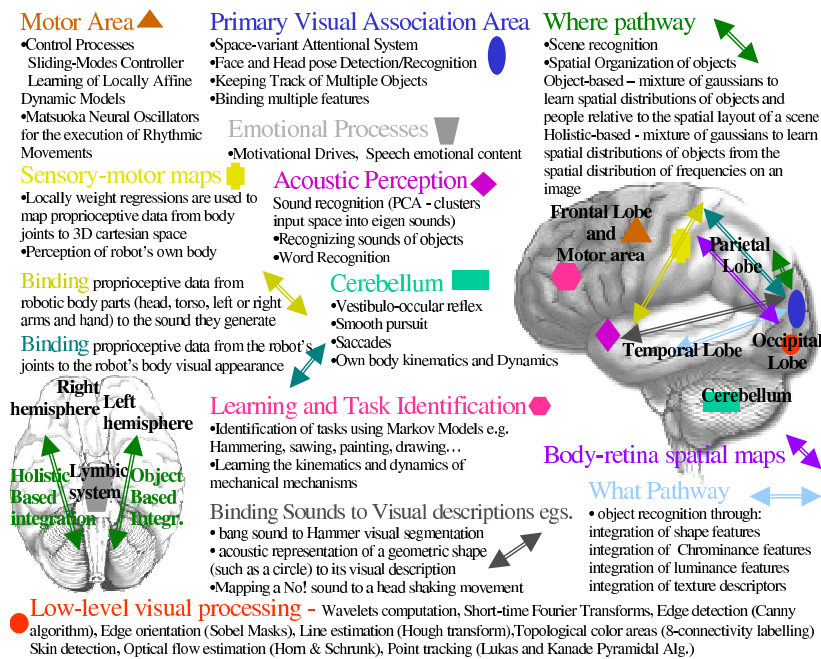 Motor Area
•Control Processes
Sliding-Modes Controller
Learning of Locally Affine
Dynamic Models
•Matsuoka Neural Oscillators
for the execution of Rhythmic
Movements
Primary Visual Association Area
•Space-variant Attentional System
•Face and Head pose Detection/Recognition
•Keeping Track of Multiple Objects
•Binding multiple features
Where pathway
•Scene recognition
•Spatial Organization of objects
Object-based – mixture of gaussians to
learn spatial distributions of objects and
people relative to the spatial layout of a scene
Holistic-based - mixture of gaussians to learn
spatial distributions of objects from the
spatial distribution of frequencies on an
image
Emotional Processes
•Motivational Drives, Speech emotional content
Sensory-motor maps
•Locally weight regressions are used to
map proprioceptive data from body
joints to 3D cartesian space
•Perception of robot's own body
Acoustic Perception
Sound recognition (PCA - clusters
input space into eigen sounds)
•Recognizing sounds of objects
•Word Recognition
Binding proprioceptive data from
robotic body parts (head, torso, left or right
arms and hand) to the sound they generate
Binding proprioceptive data from the robot's
joints to the robot's body visual appearance
Cerebellum
•Vestibulo-occular reflex
•Smooth pursuit
•Saccades
•Own body kinematics and Dynamics
Frontal Lobe
and
Motor area
Parietal
Lobe
Temporal Lobe
Occipital
Lobe
Cerebellum
Right
hemisphere
Left
hemisphere
Holistic
Based
integration
Lymbic
system
Object
Based
Integr.
Learning and Task Identification
•Identification of tasks using Markov Models e.g.
Hammering, sawing, painting, drawing…
•Learning the kinematics and dynamics of
mechanical mechanisms
Body-retina spatial maps
What Pathway
• object recognition through:
integration of shape features
integration of Chrominance features
integration of luminance features
integration of texture descriptors
Binding Sounds to Visual descriptions egs.
• bang sound to Hammer visual segmentation
• acoustic representation of a geometric shape
(such as a circle) to its visual description
•Mapping a No! sound to a head shaking movement
Low-level visual processing - Wavelets computation, Short-time Fourier Transforms, Edge detection (Canny
algorithm), Edge orientation (Sobel Masks), Line estimation (Hough transform),Topological color areas (8-connectivity labelling)
Skin detection, Optical flow estimation (Horn & Schrunk), Point tracking (Lukas and Kanade Pyramidal Alg.)